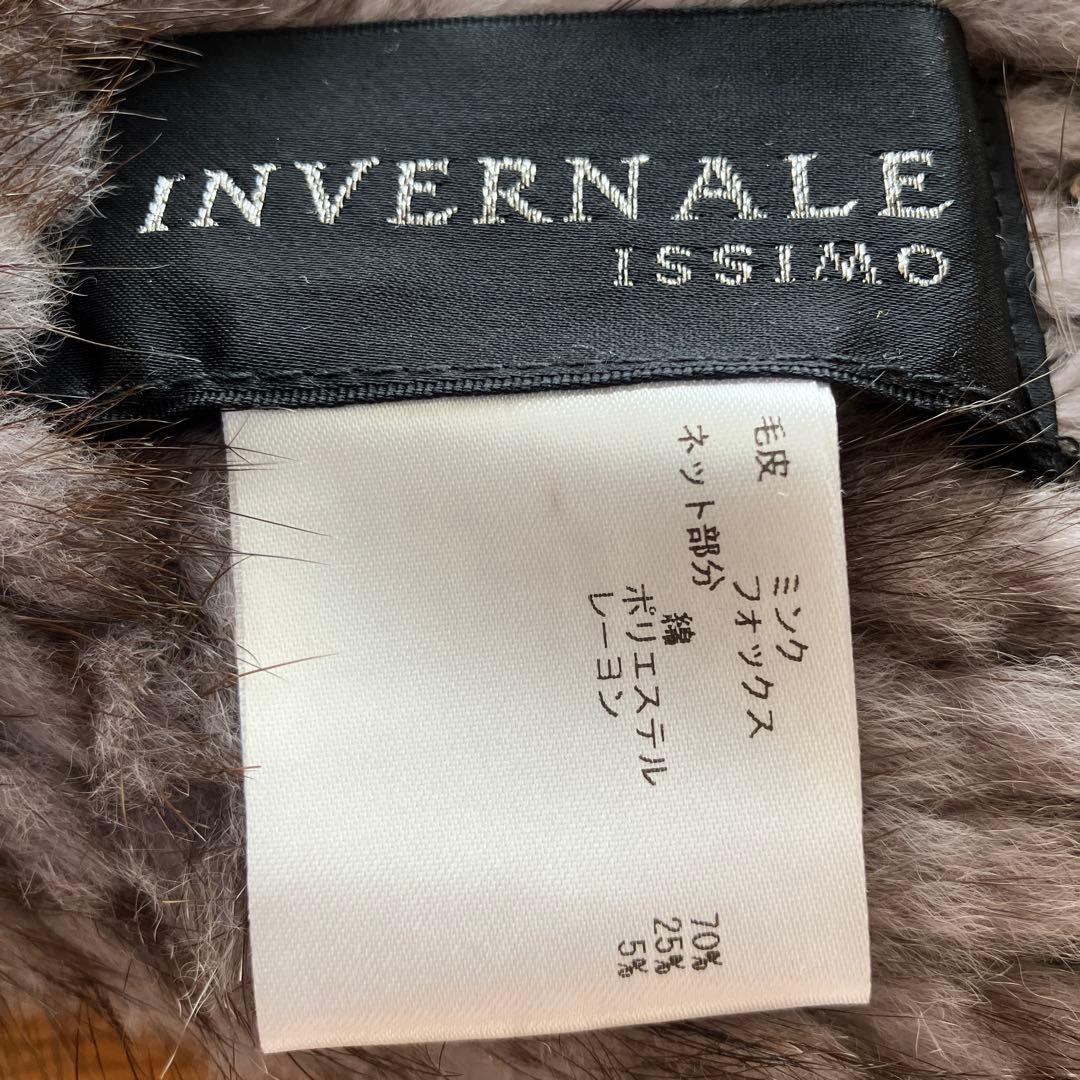 INVERNALE
ISSIMO
毛皮 ミンク
フォックス
ネット部分
綿 70%
ポリエステル 25%
レーヨン 5%